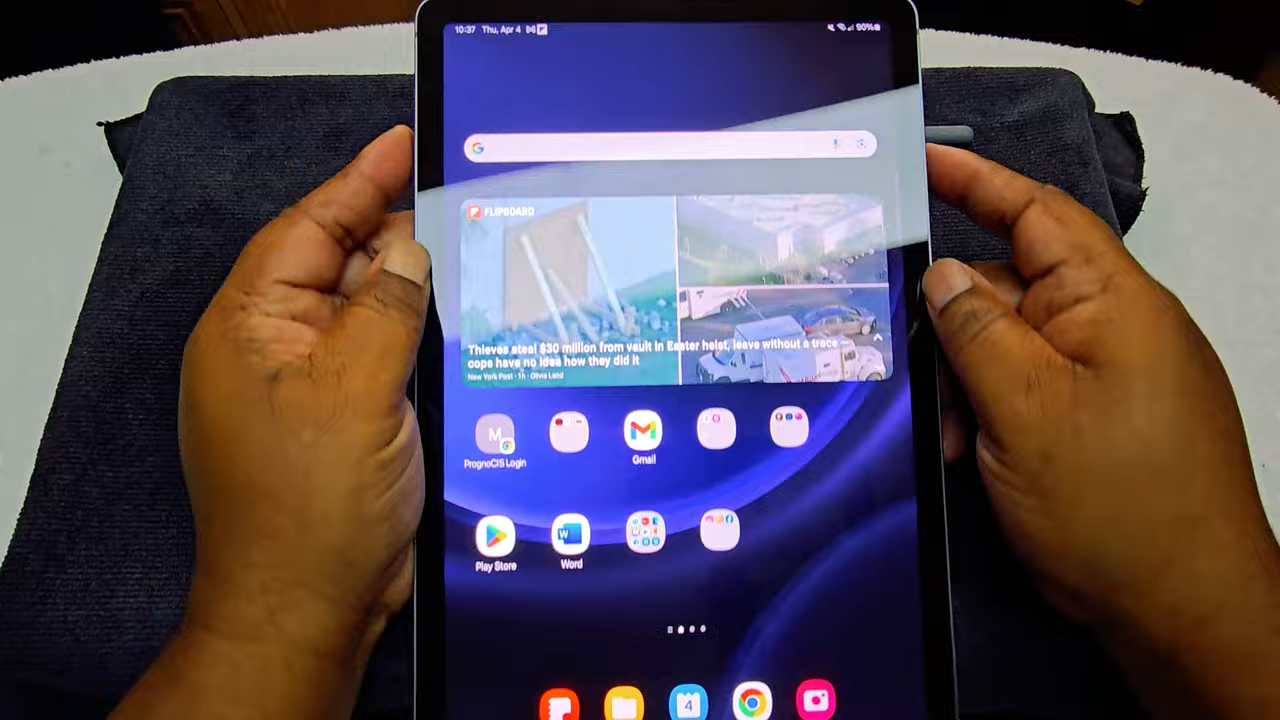 10:37 Thu, Apr 4
90%
FLIPBOARD
Thieves steal $30 million from vault in Easter heist, leave without a trace —
cops have no idea how they did it
New York Post · 1h · Olivia Land
M
PrognoCIS Login
Gmail
W
Play Store
Word
4